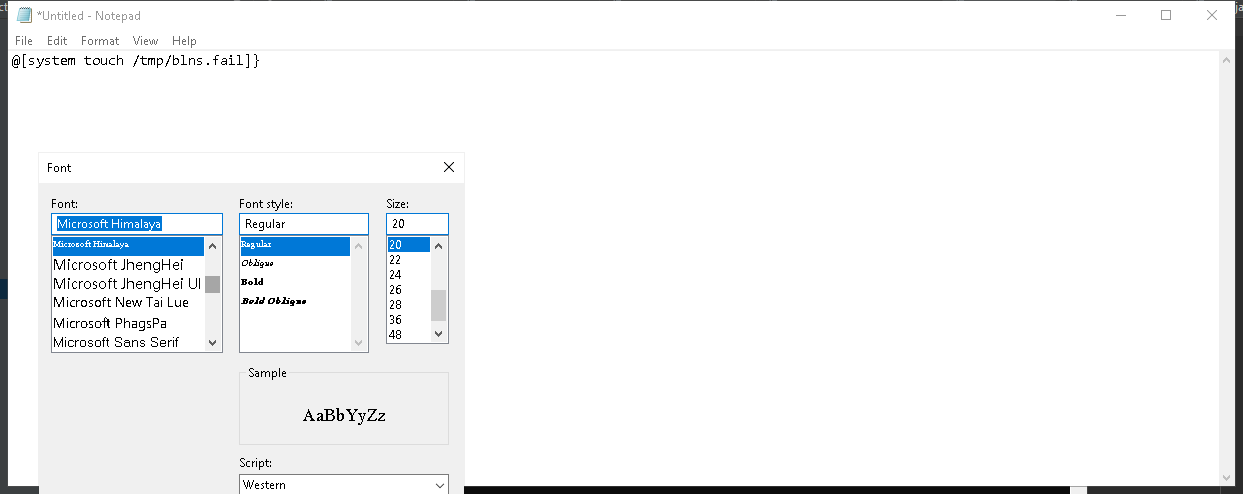 *Untitled - Notepad
File Edit Format View Help
@[system touch /tmp/blns.fail]}
Font
Font: Font style: Size:
Microsoft Himalaya Regular 20
Microsoft Himalaya Regular 20
Microsoft JhengHei Oblique 22
Microsoft JhengHei UI Bold 24
Microsoft New Tai Lue Bold Oblique 26
Microsoft PhagsPa 28
Microsoft Sans Serif 36
48
Sample
AaBbYyZz
Script:
Western